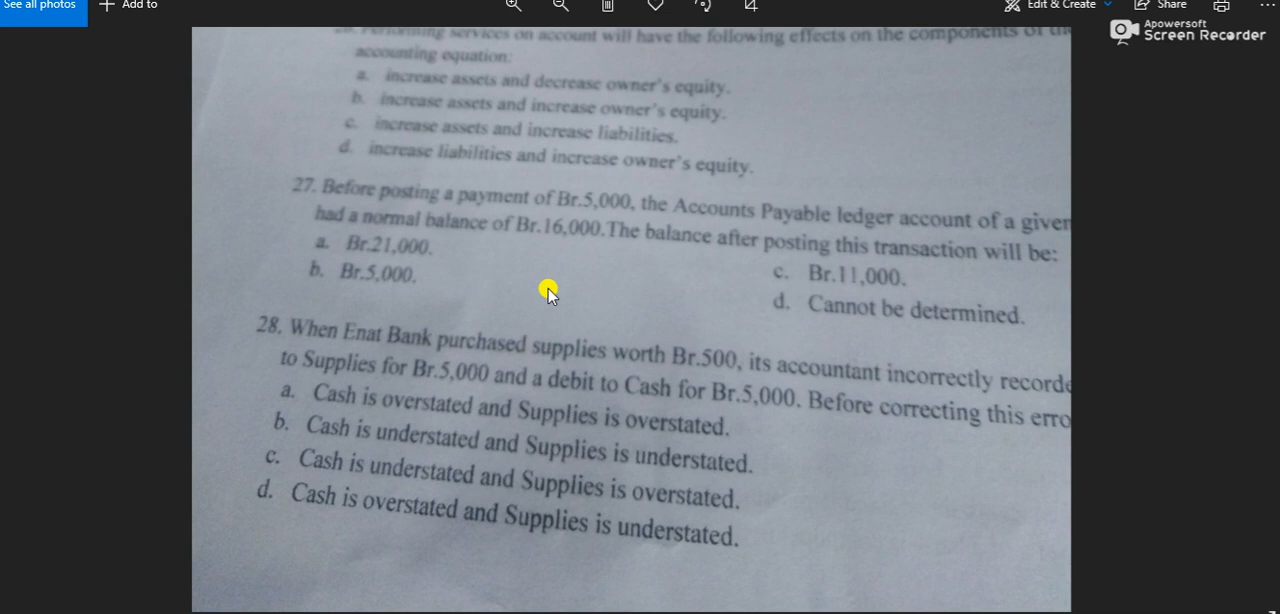 See all photos + Add to Edit & Create Share
Apowersoft
Screen Recorder
services on account will have the following effects on the components of
accounting equation:
a. increase assets and decrease owner's equity.
b. increase assets and increase owner's equity.
c. increase assets and increase liabilities.
d. increase liabilities and increase owner's equity.
27. Before posting a payment of Br.5,000, the Accounts Payable ledger account of a given
had a normal balance of Br.16,000.The balance after posting this transaction will be:
a. Br.21,000.
b. Br.5,000.
c. Br.11,000.
d. Cannot be determined.
28. When Enat Bank purchased supplies worth Br.500, its accountant incorrectly recorde
to Supplies for Br.5,000 and a debit to Cash for Br.5,000. Before correcting this erro
a. Cash is overstated and Supplies is overstated.
b. Cash is understated and Supplies is understated.
c. Cash is understated and Supplies is overstated.
d. Cash is overstated and Supplies is understated.